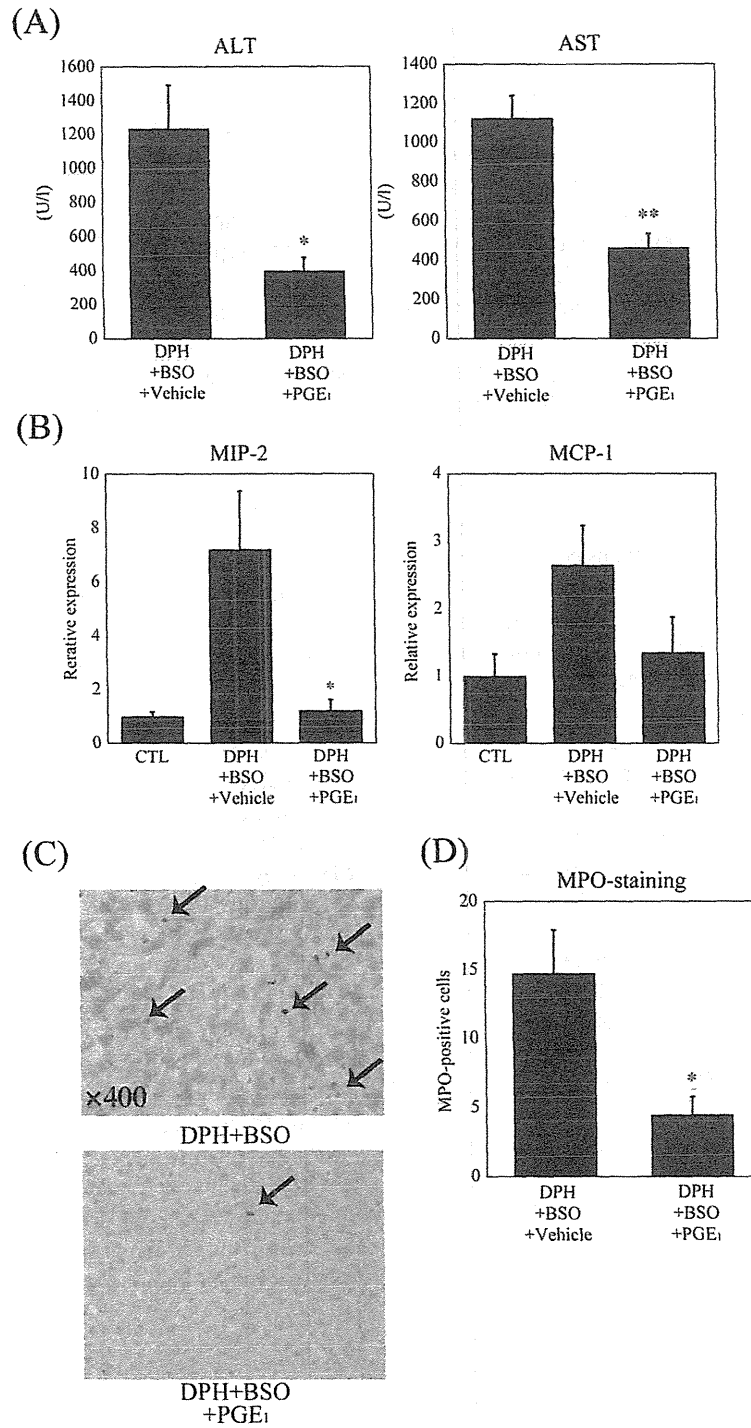 (A)
ALT
1600
1400
1200
1000
800
600
400
200
0
(U/l)
*
DPH
+BSO
+Vehicle
DPH
+BSO
+PGE₁
AST
1400
1200
1000
800
600
400
200
0
(U/l)
**
DPH
+BSO
+Vehicle
DPH
+BSO
+PGE₁
(B)
MIP-2
10
8
6
4
2
0
Rerative expression
*
CTL
DPH
+BSO
+Vehicle
DPH
+BSO
+PGE₁
MCP-1
4
3
2
1
0
Relative expression
CTL
DPH
+BSO
+Vehicle
DPH
+BSO
+PGE₁
(C)
×400
DPH+BSO
DPH+BSO
+PGE₁
(D)
MPO-staining
20
15
10
5
0
MPO-positive cells
*
DPH
+BSO
+Vehicle
DPH
+BSO
+PGE₁